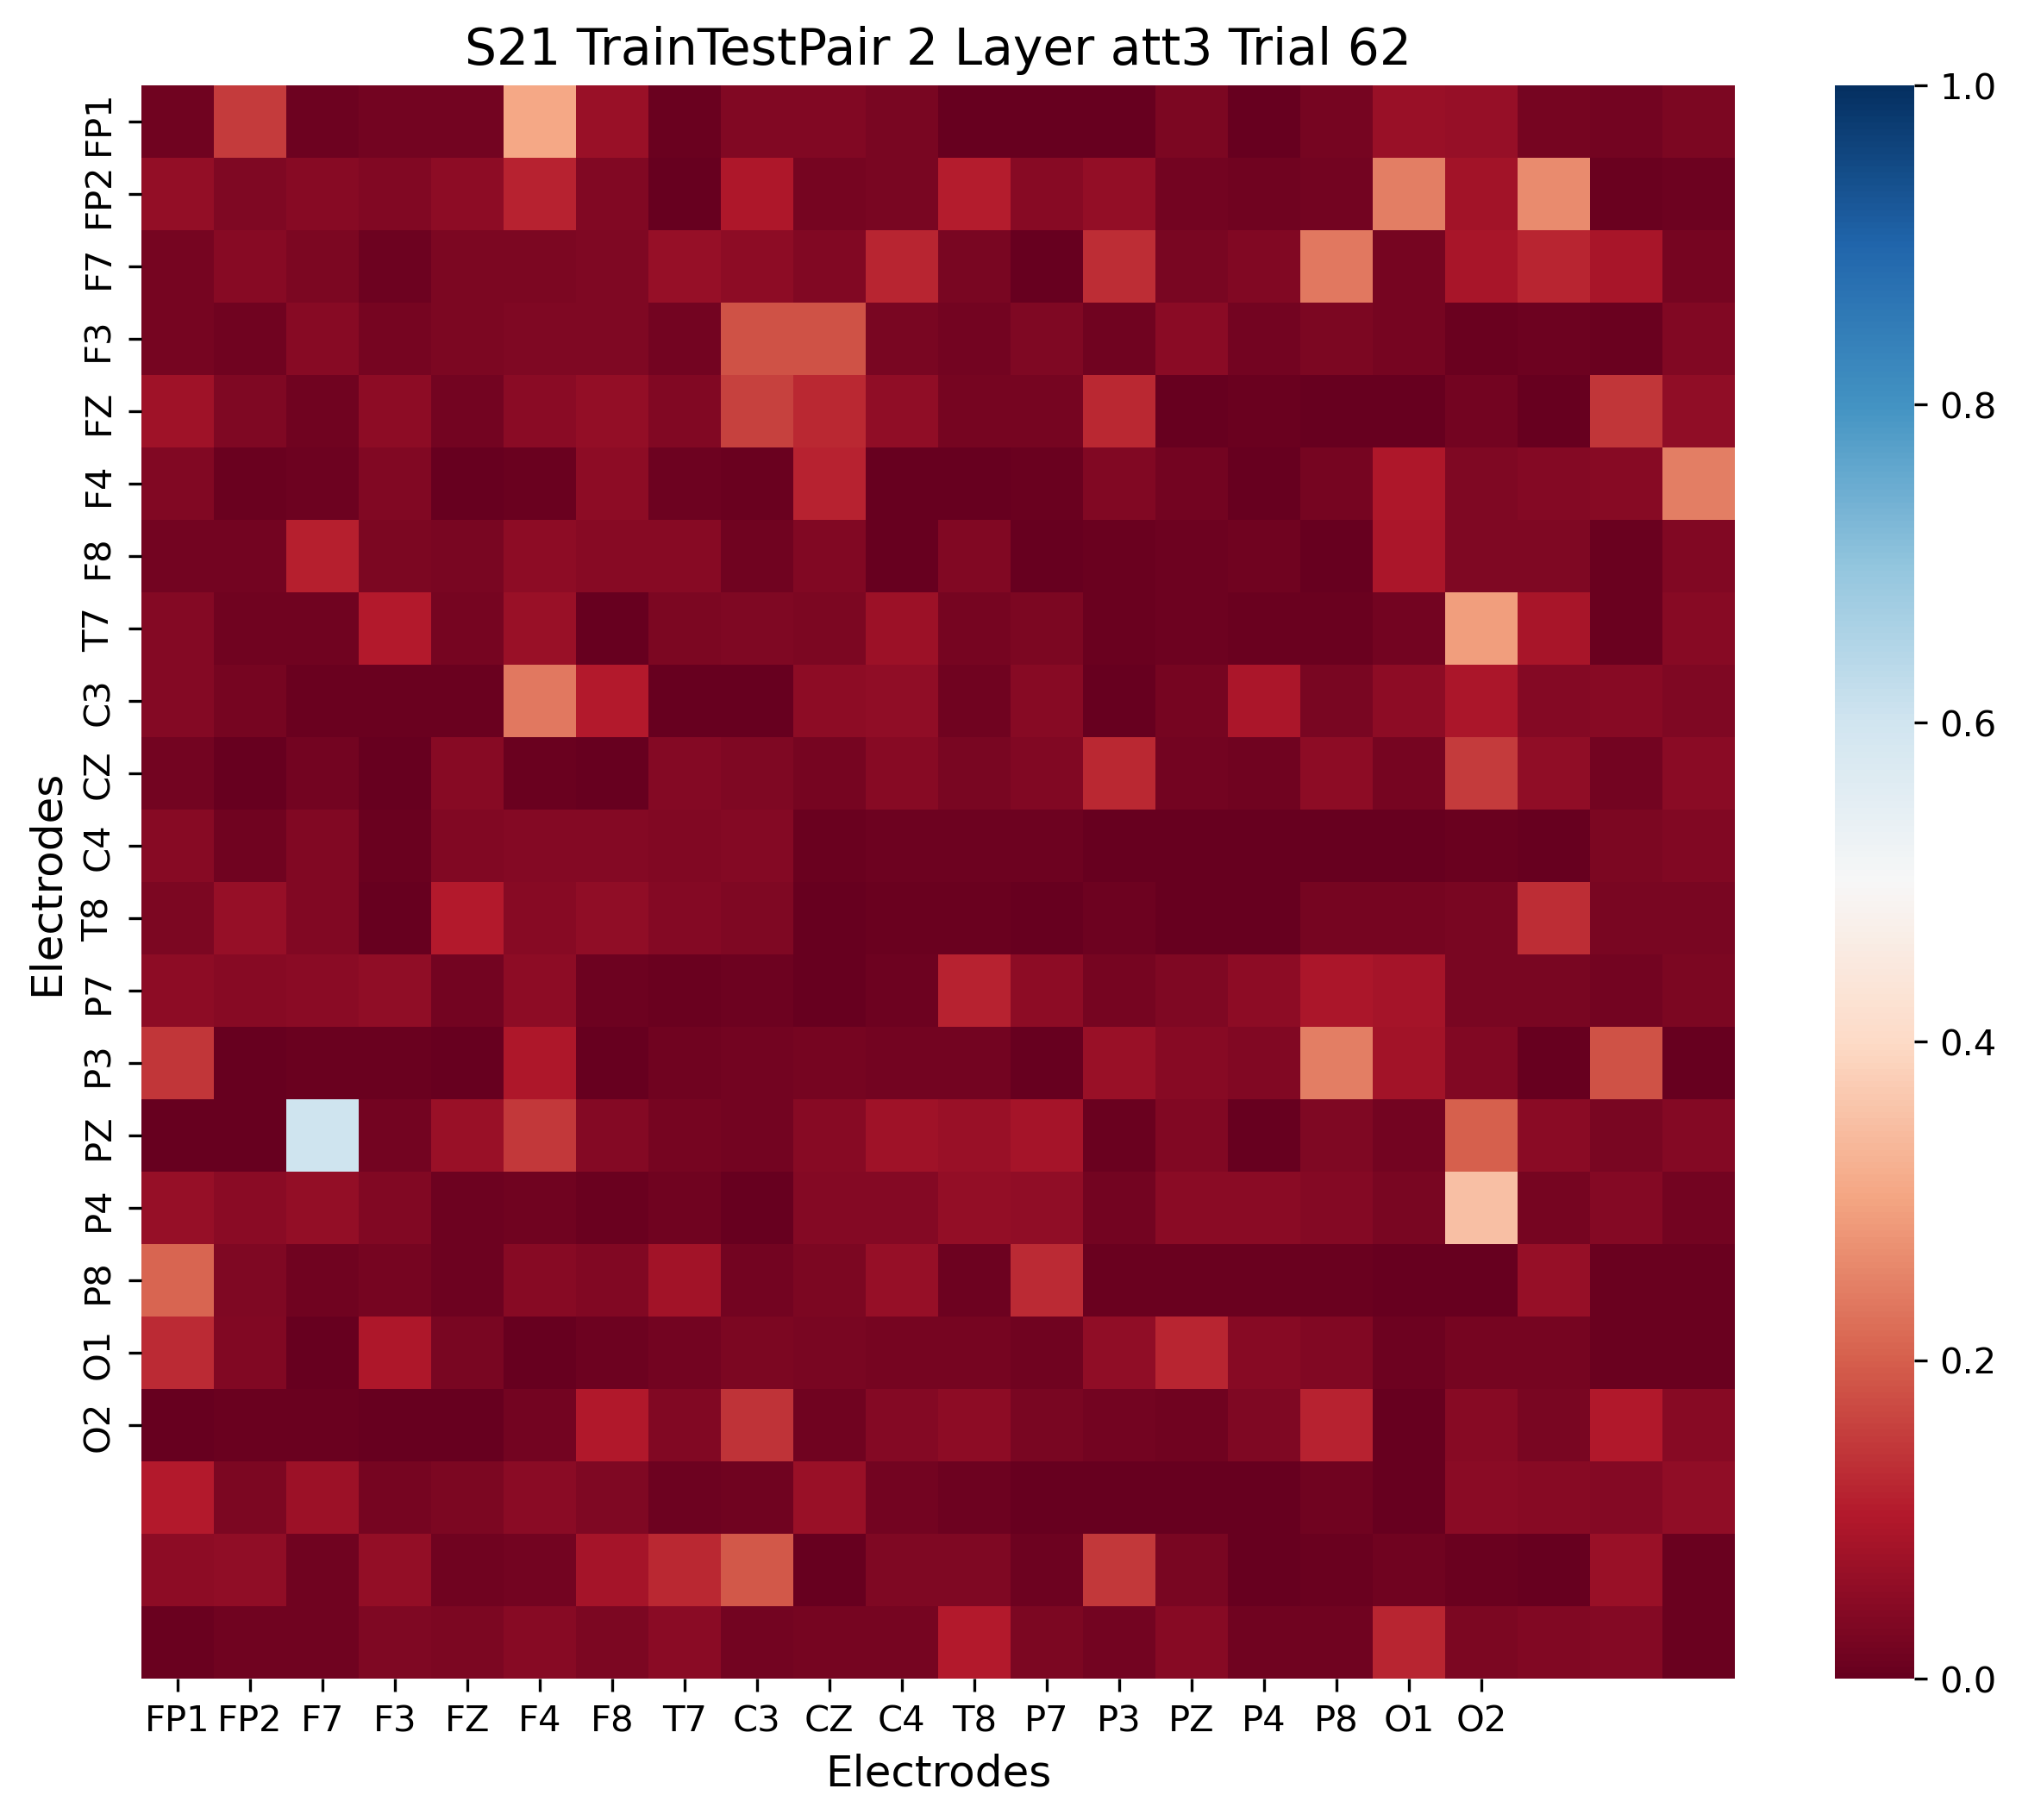 S21 TrainTestPair 2 Layer att3 Trial 62
Electrodes
FP1
FP2
F7
F3
FZ
F4
F8
T7
C3
CZ
C4
T8
P7
P3
PZ
P4
P8
O1
O2
FP1 FP2 F7 F3 FZ F4 F8 T7 C3 CZ C4 T8 P7 P3 PZ P4 P8 O1 O2
Electrodes
1.0
0.8
0.6
0.4
0.2
0.0